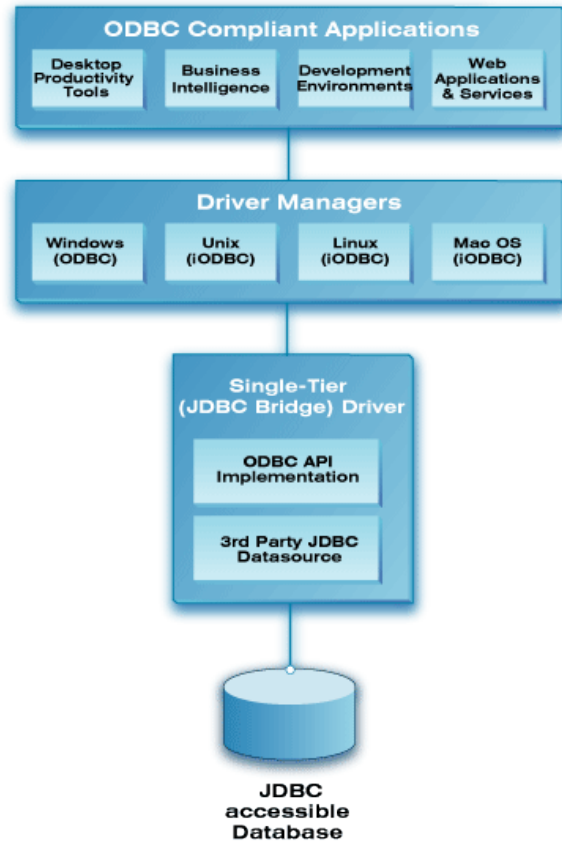 ODBC Compliant Applications
Desktop
Productivity
Tools
Business
Intelligence
Development
Environments
Web
Applications
& Services
Driver Managers
Windows
(ODBC)
Unix
(iODBC)
Linux
(iODBC)
Mac OS
(iODBC)
Single-Tier
(JDBC Bridge) Driver
ODBC API
Implementation
3rd Party JDBC
Datasource
JDBC
accessible
Database